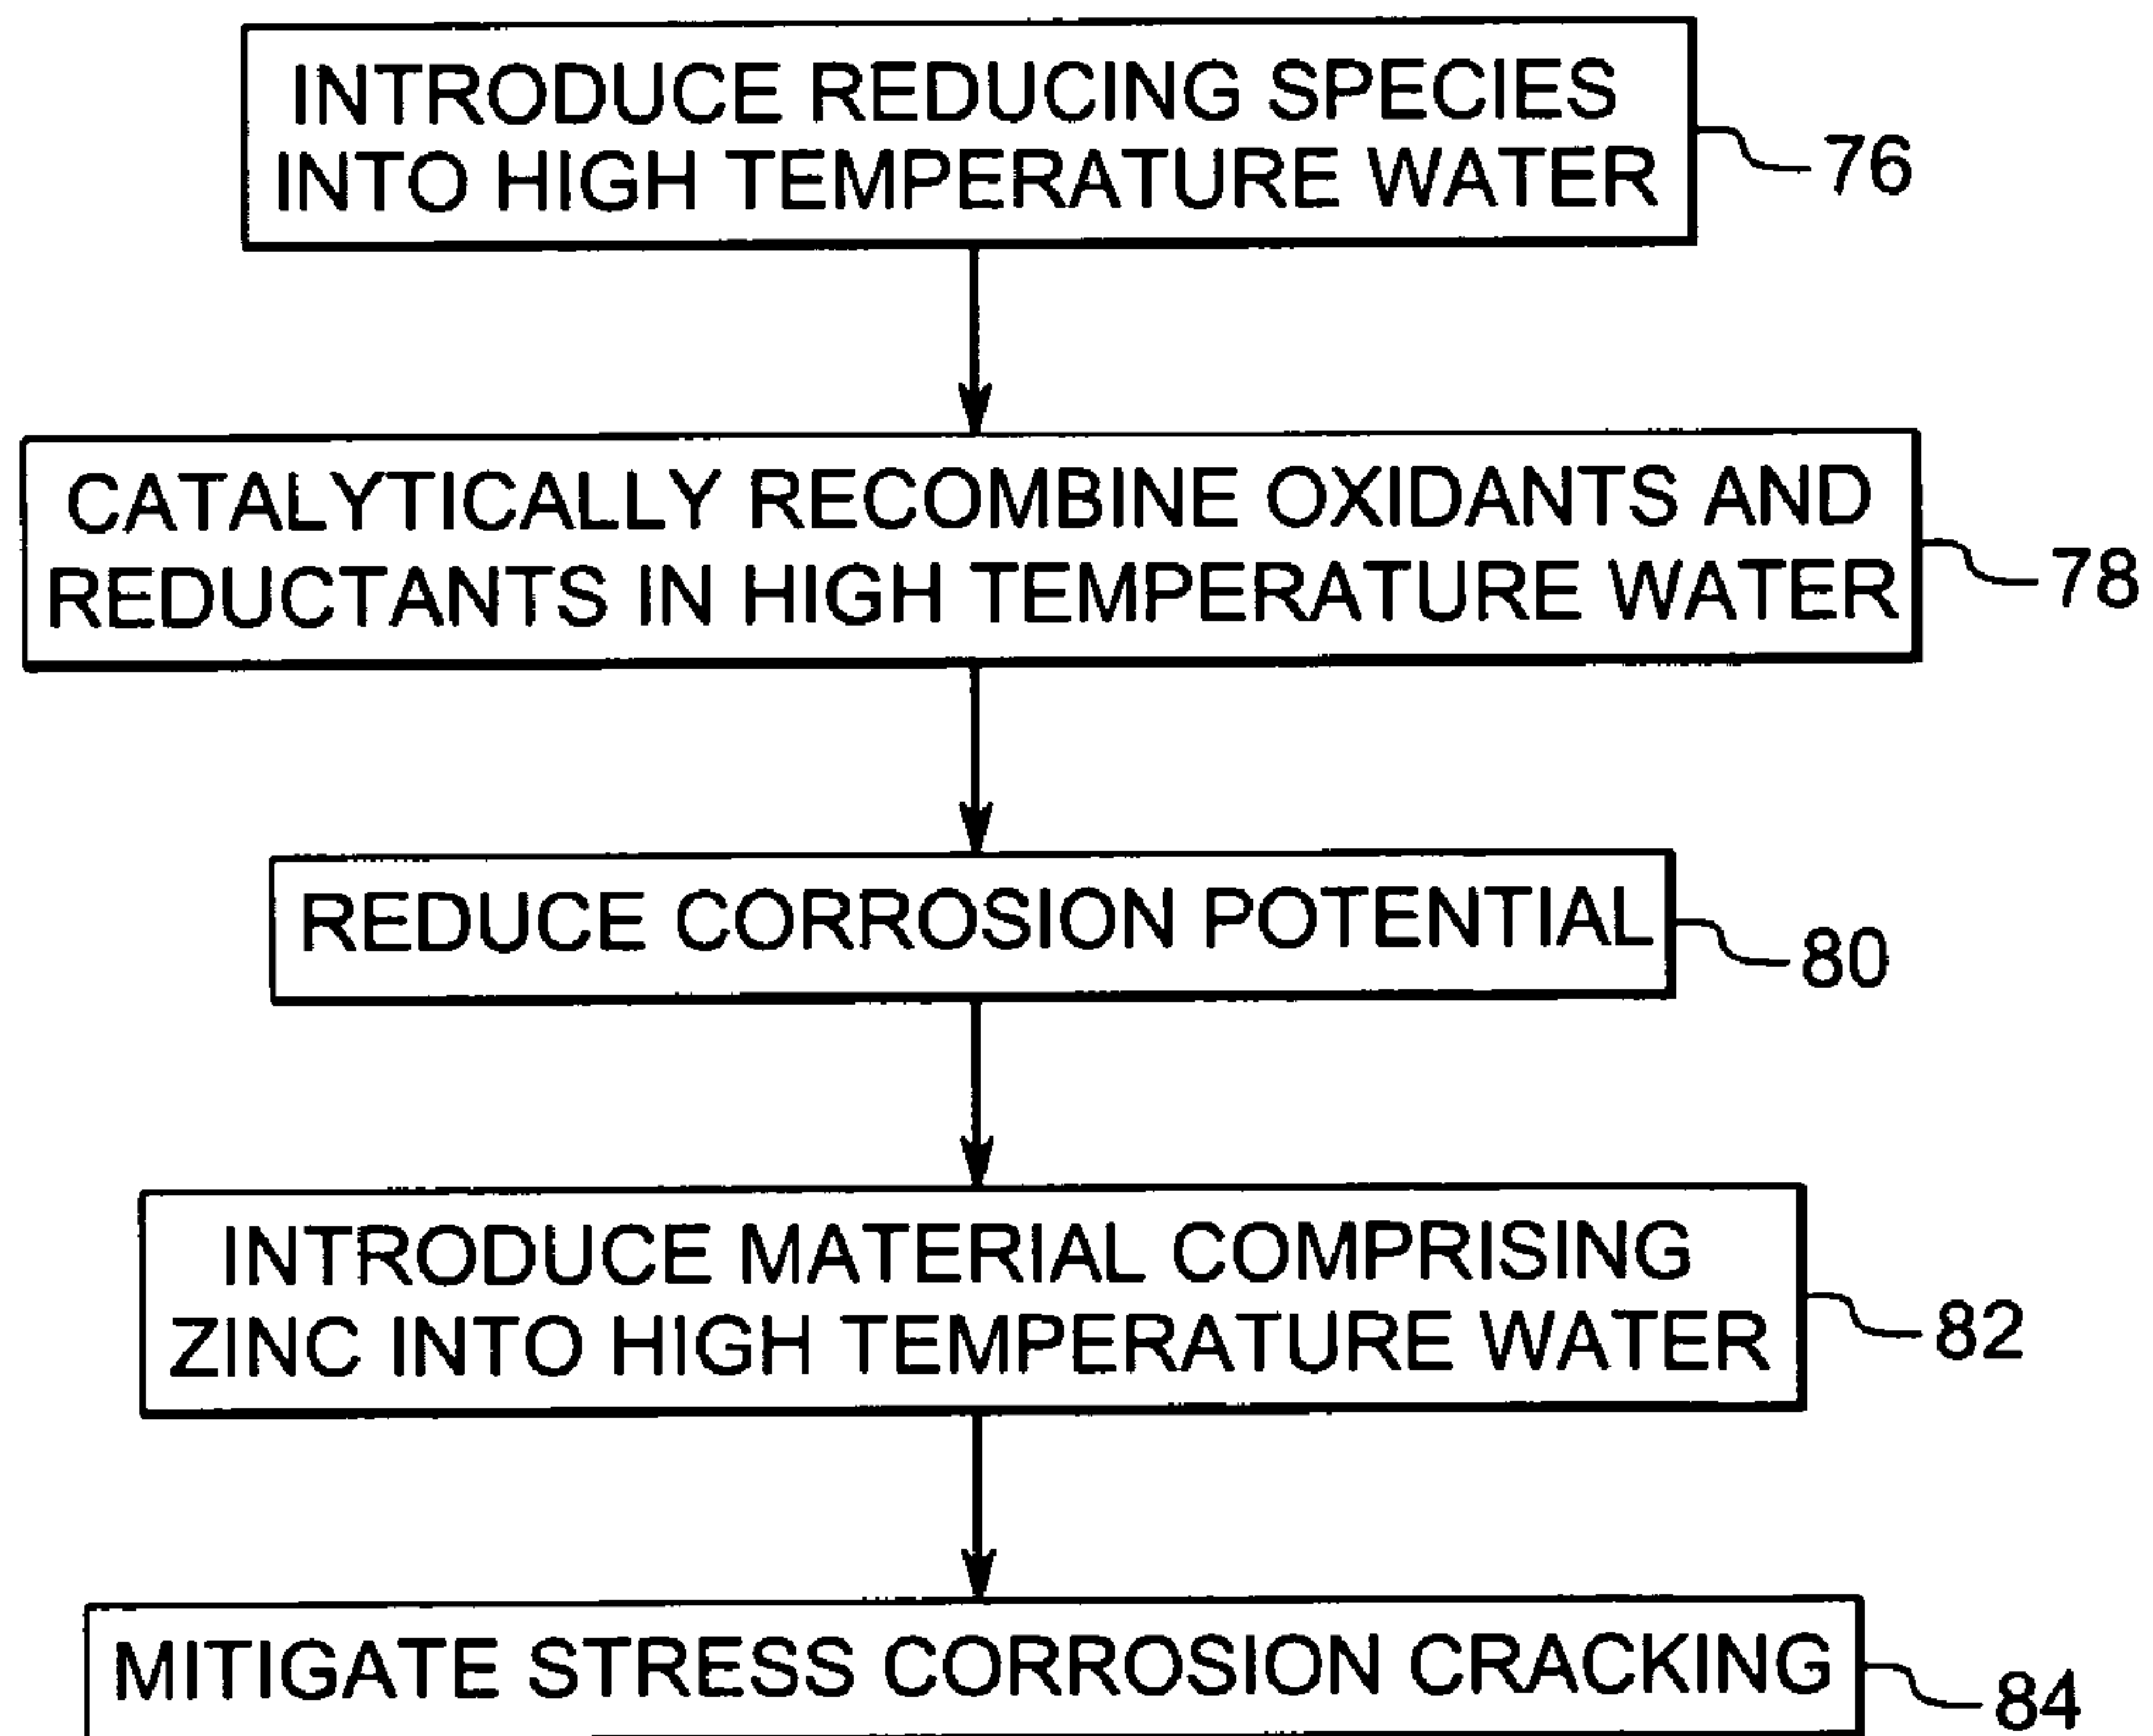 INTRODUCE REDUCING SPECIES
INTO HIGH TEMPERATURE WATER
76
CATALYTICALLY RECOMBINE OXIDANTS AND
REDUCTANTS IN HIGH TEMPERATURE WATER
78
REDUCE CORROSION POTENTIAL
80
INTRODUCE MATERIAL COMPRISING
ZINC INTO HIGH TEMPERATURE WATER
82
MITIGATE STRESS CORROSION CRACKING
84